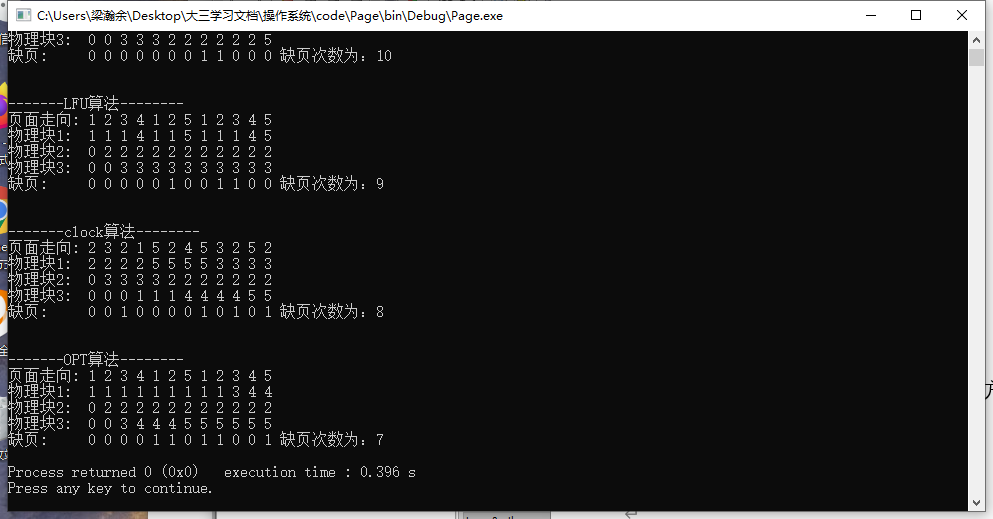 C:\Users\梁瀚余\Desktop\大三学习文档\操作系统\code\Page\bin\Debug\Page.exe
物理块3: 0 0 3 3 3 2 2 2 2 2 2 5
缺页: 0 0 0 0 0 0 0 1 1 0 0 0 缺页次数为: 10
-------LFU算法--------
页面走向: 1 2 3 4 1 2 5 1 2 3 4 5
物理块1: 1 1 1 4 1 1 5 1 1 1 4 5
物理块2: 0 2 2 2 2 2 2 2 2 2 2 2
物理块3: 0 0 3 3 3 3 3 3 3 3 3 3
缺页: 0 0 0 0 0 1 0 0 1 1 0 0 缺页次数为: 9
-------clock算法--------
页面走向: 2 3 2 1 5 2 4 5 3 2 5 2
物理块1: 2 2 2 2 5 5 5 5 3 3 3 3
物理块2: 0 3 3 3 3 2 2 2 2 2 2 2
物理块3: 0 0 0 1 1 1 4 4 4 4 5 5
缺页: 0 0 1 0 0 0 0 1 0 1 0 1 缺页次数为: 8
-------OPT算法--------
页面走向: 1 2 3 4 1 2 5 1 2 3 4 5
物理块1: 1 1 1 1 1 1 1 1 1 3 4 4
物理块2: 0 2 2 2 2 2 2 2 2 2 2 2
物理块3: 0 0 3 4 4 4 5 5 5 5 5 5
缺页: 0 0 0 0 1 1 0 1 1 0 0 1 缺页次数为: 7
Process returned 0 (0x0)   execution time : 0.396 s
Press any key to continue.